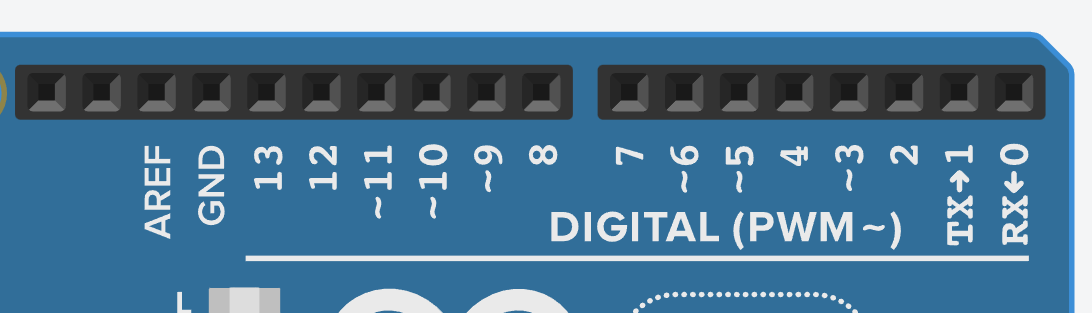 AREF
GND
13
12
~11
~10
~9
8
7
~6
~5
4
~3
2
TX→1
RX←0
DIGITAL (PWM~)